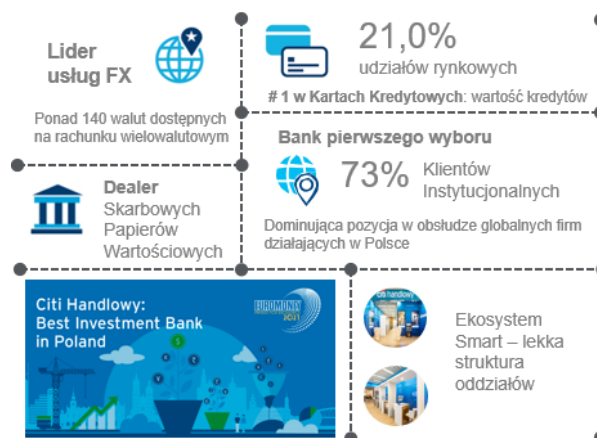 Lider
usług FX
Ponad 140 walut dostępnych
na rachunku wielowalutowym
21,0%
udziałów rynkowych
# 1 w Kartach Kredytowych: wartość kredytów
Bank pierwszego wyboru
73% Klientów
Instytucjonalnych
Dominująca pozycja w obsłudze globalnych firm
działających w Polsce
Dealer
Skarbowych
Papierów
Wartościowych
Citi Handlowy:
Best Investment Bank
in Poland
EUROMONEY
2021
citi handlowy
Ekosystem
Smart – lekka
struktura
oddziałów